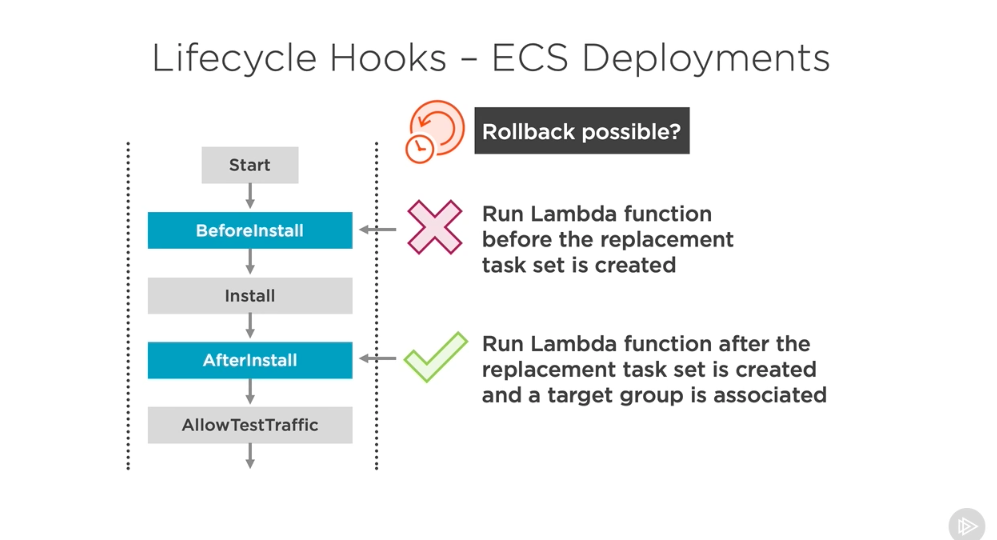 Lifecycle Hooks – ECS Deployments
Rollback possible?
Start
BeforeInstall
Run Lambda function
before the replacement
task set is created
Install
AfterInstall
Run Lambda function after the
replacement task set is created
and a target group is associated
AllowTestTraffic